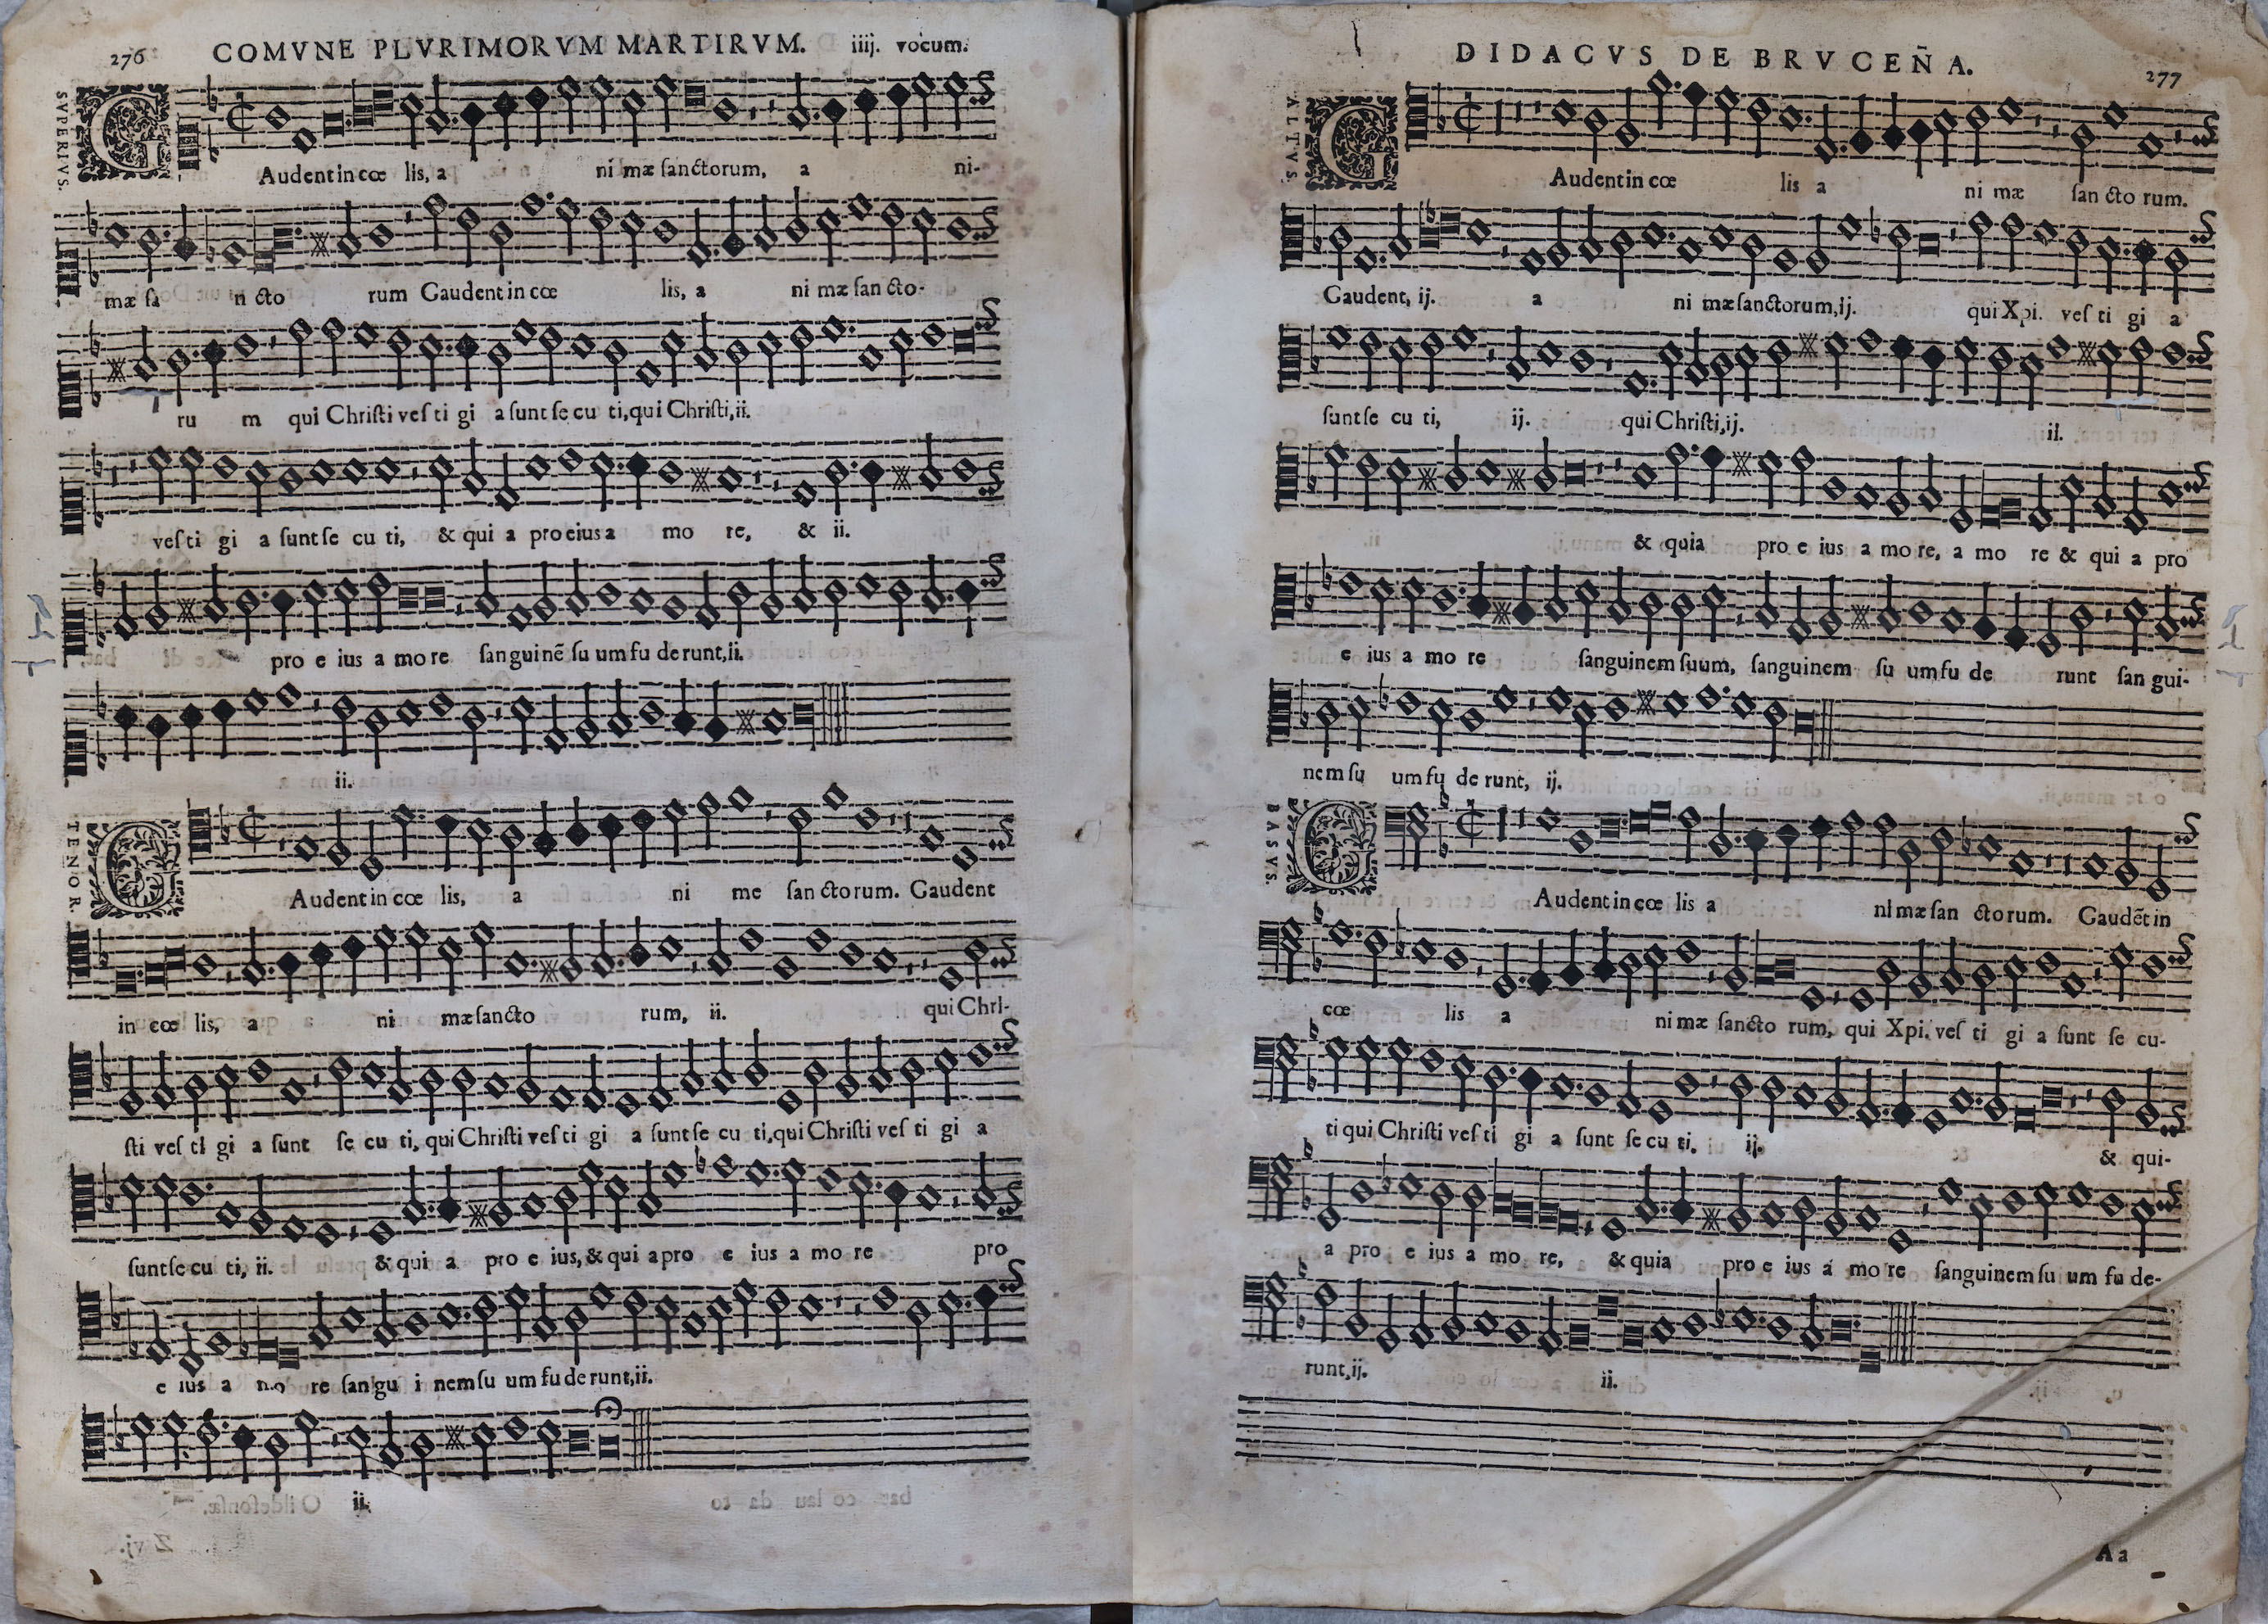 276 COMVNE PLVRIMORVM MARTIRVM. iiij. vocum.
SVPERIVS.
GAudent in cœ lis, a ni mæ ſanctorum, a ni-
mæ ſa n cto rum Gaudent in cœ lis, a ni mæ ſan cto-
ru m qui Chriſti veſ ti gi a ſunt ſe cu ti, qui Chriſti, ii.
veſ ti gi a ſunt ſe cu ti, & qui a pro eius a mo re, & ii.
pro e ius a mo re ſan gui nẽ ſu um fu de runt, ii.
ii.
TENOR.
GAudent in cœ lis, a ni me ſan cto rum. Gaudent
in cœ lis, a ni mæ ſancto rum, ii. qui Chri-
ſti veſ ti gi a ſunt ſe cu ti, qui Chriſti veſ ti gi a ſunt ſe cu ti, qui Chriſti veſ ti gi a
ſunt ſe cu ti, ii. & qui a pro e ius, & qui a pro e ius a mo re pro
e ius a mo re ſan gu i nem ſu um fu de runt, ii.
ii.
DIDACVS DE BRVCEÑA. 277
ALTVS.
GAudent in cœ lis a ni mæ ſan cto rum.
Gaudent, ij. a ni mæ ſanctorum, ij. qui Xpi. veſ ti gi a
ſunt ſe cu ti, ij. qui Chriſti, ij. ii.
& quia pro e ius a mo re, a mo re & qui a pro
e ius a mo re ſanguinem ſuum, ſanguinem ſu um fu de runt ſan gui-
nem ſu um fu de runt, ij.
BASVS.
GAudent in cœ lis a ni mæ ſan cto rum. Gaudẽt in
cœ lis a ni mæ ſancto rum, qui Xpi. veſ ti gi a ſunt ſe cu-
ti qui Chriſti veſ ti gi a ſunt ſe cu ti. ij. & qui-
a pro e ius a mo re, & quia pro e ius a mo re ſanguinem ſu um fu de-
runt, ij. ii.
A a